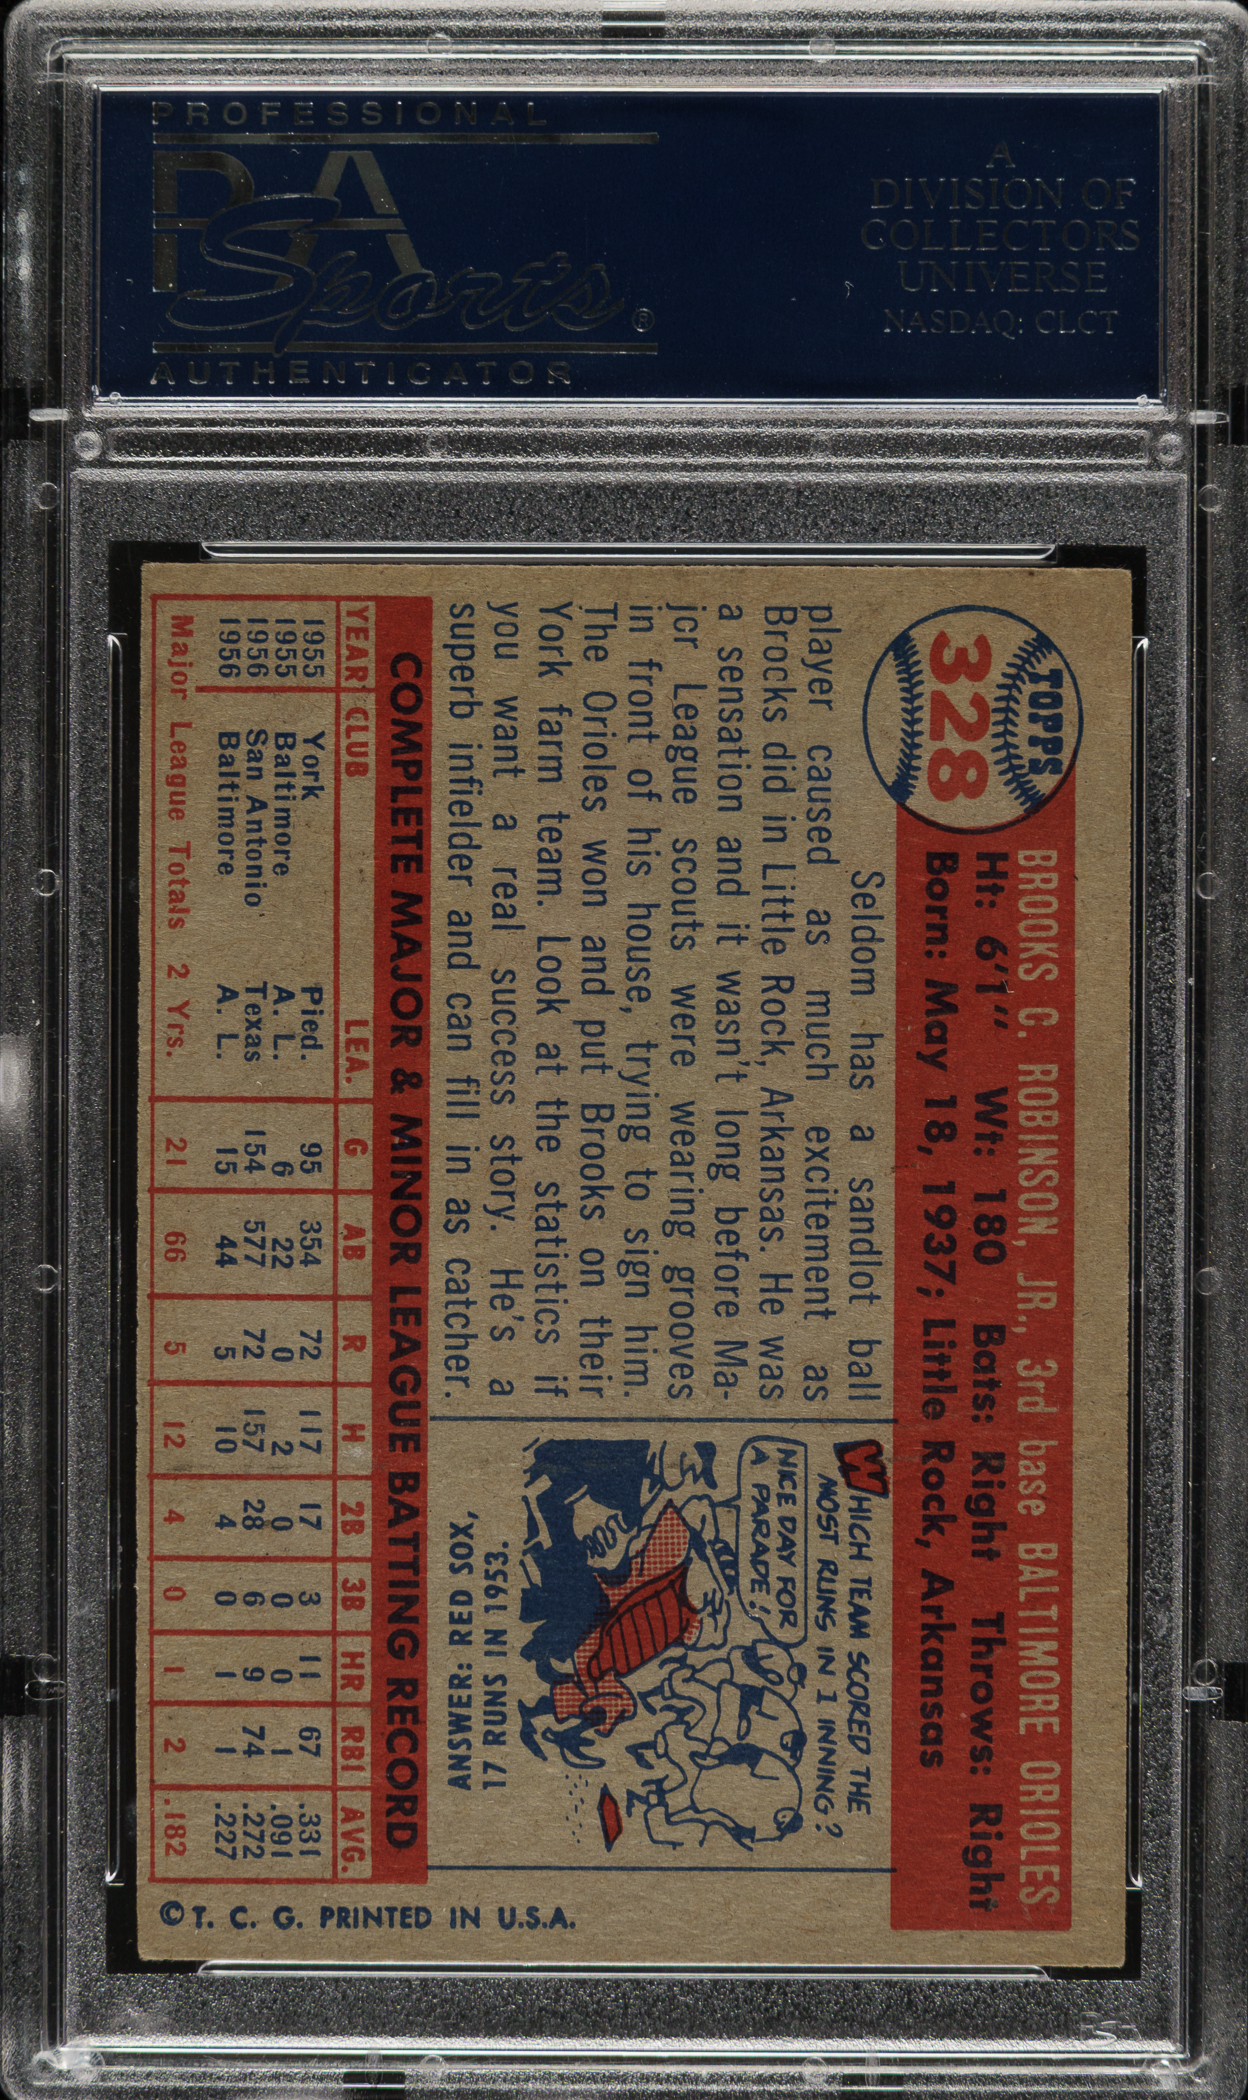 PROFESSIONAL
PSA
Sports®
AUTHENTICATOR
A
DIVISION OF
COLLECTORS
UNIVERSE
NASDAQ: CLCT
TOPPS
328
BROOKS C. ROBINSON, JR., 3rd base BALTIMORE ORIOLES
Ht: 6'1" Wt: 180 Bats: Right Throws: Right
Born: May 18, 1937; Little Rock, Arkansas
Seldom has a sandlot ball
player caused as much excitement as
Brocks did in Little Rock, Arkansas. He was
a sensation and it wasn't long before Ma-
jcr League scouts were wearing grooves
in front of his house, trying to sign him.
The Orioles won and put Brooks on their
York farm team. Look at the statistics if
you want a real success story. He's a
superb infielder and can fill in as catcher.
WHICH TEAM SCORED THE
MOST RUNS IN 1 INNING?
NICE DAY FOR
A PARADE!
ANSWER: RED SOX,
17 RUNS IN 1953.
COMPLETE MAJOR & MINOR LEAGUE BATTING RECORD
YEAR CLUB LEA. G AB R H 2B 3B HR RBI AVG.
1955 York Pied. 95 354 72 117 17 3 11 67 .331
1955 Baltimore A. L. 6 22 0 2 0 0 0 1 .091
1956 San Antonio Texas 154 577 72 157 28 6 9 74 .272
1956 Baltimore A. L. 15 44 5 10 4 0 1 1 .227
Major League Totals 2 Yrs. 21 66 5 12 4 0 1 2 .182
© T. C. G. PRINTED IN U.S.A.